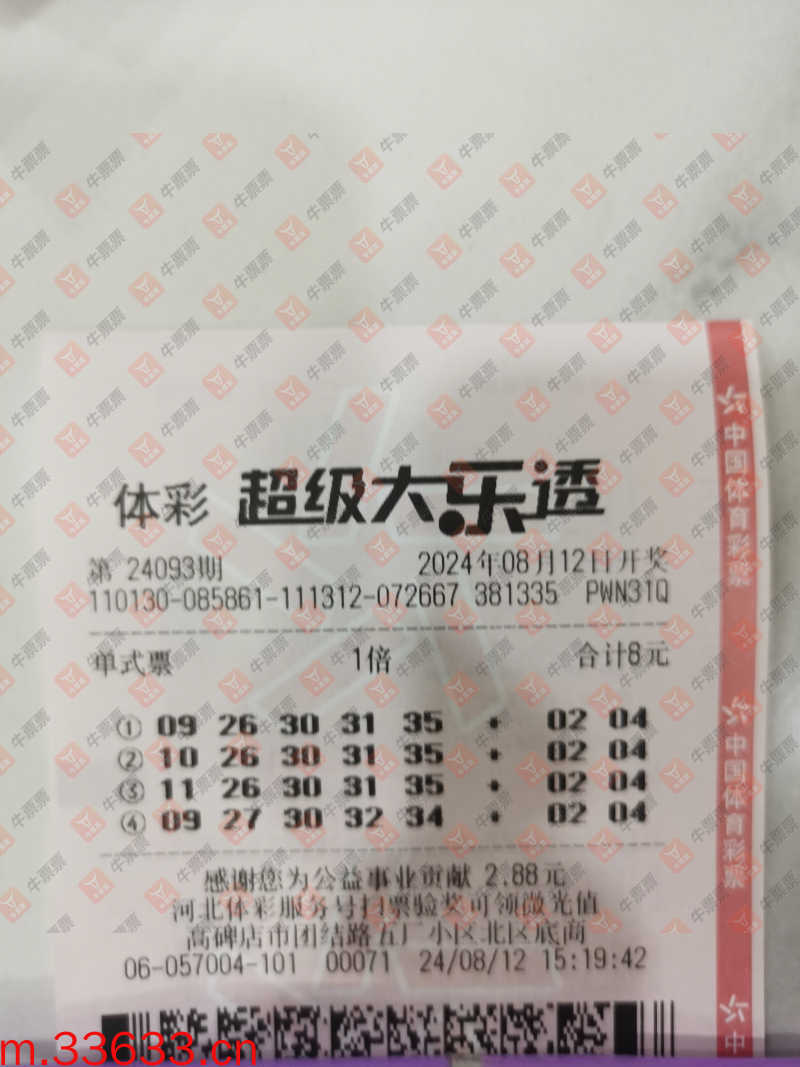 体彩 超级大乐透
第 24093期 2024年08月12日开奖
110130-085861-111312-072667 381335 PWN31Q
单式票 1倍 合计8元
① 09 26 30 31 35 + 02 04
② 10 26 30 31 35 + 02 04
③ 11 26 30 31 35 + 02 04
④ 09 27 30 32 34 + 02 04
感谢您为公益事业贡献 2.88元
河北体彩服务号扫票验奖可领微光值
高碑店市团结路五厂小区北区底商
06-057004-101 00071 24/08/12 15:19:42
中国体育彩票
中国体育彩票
中
牛票票
m.33633.cn